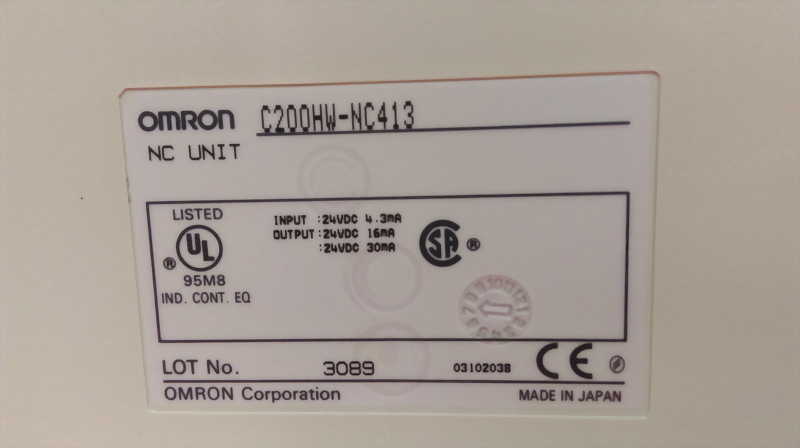 OMRON C200HW-NC413
NC UNIT
LISTED
UL ®
95M8
IND. CONT. EQ
INPUT :24VDC 4.3mA
OUTPUT :24VDC 16mA
:24VDC 30mA
SA ®
LOT No. 3089 03102038 CE
OMRON Corporation MADE IN JAPAN